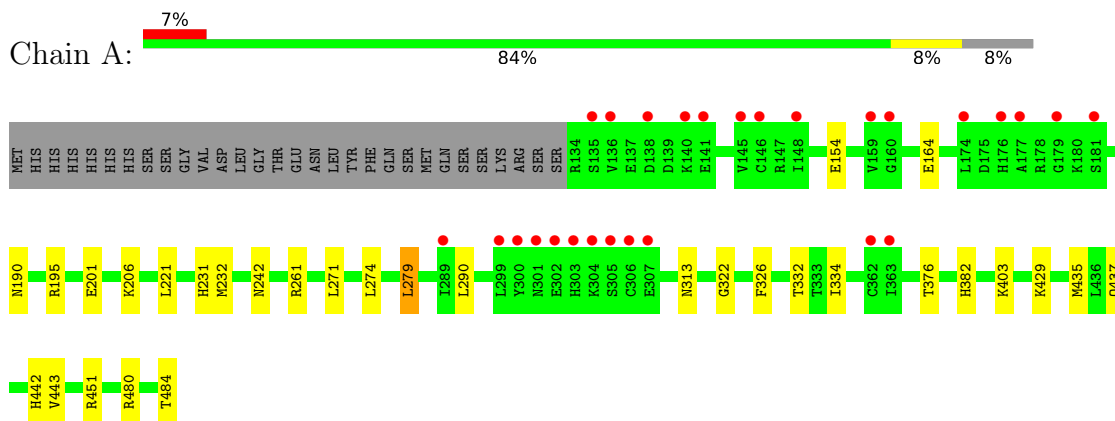 7%
Chain A:
84% 8% 8%
MET HIS HIS HIS HIS HIS HIS SER SER GLY VAL ASP LEU GLY THR GLU ASN LEU TYR PHE GLN SER MET GLN SER SER LYS ARG SER SER R134 S135 V136 E137 D138 D139 K140 E141 V145 C146 R147 I148 E154 V159 G160 E164 L174 D175 H176 A177 R178 G179 K180 S181
N190 R195 E201 K206 L221 H231 M232 N242 R261 L271 L274 L279 I289 L290 L299 Y300 N301 E302 H303 K304 S305 C306 E307 N313 G322 F326 T332 T333 I334 C362 I363 T376 H382 K403 K429 M435 L436
H442 V443 R451 R480 T484